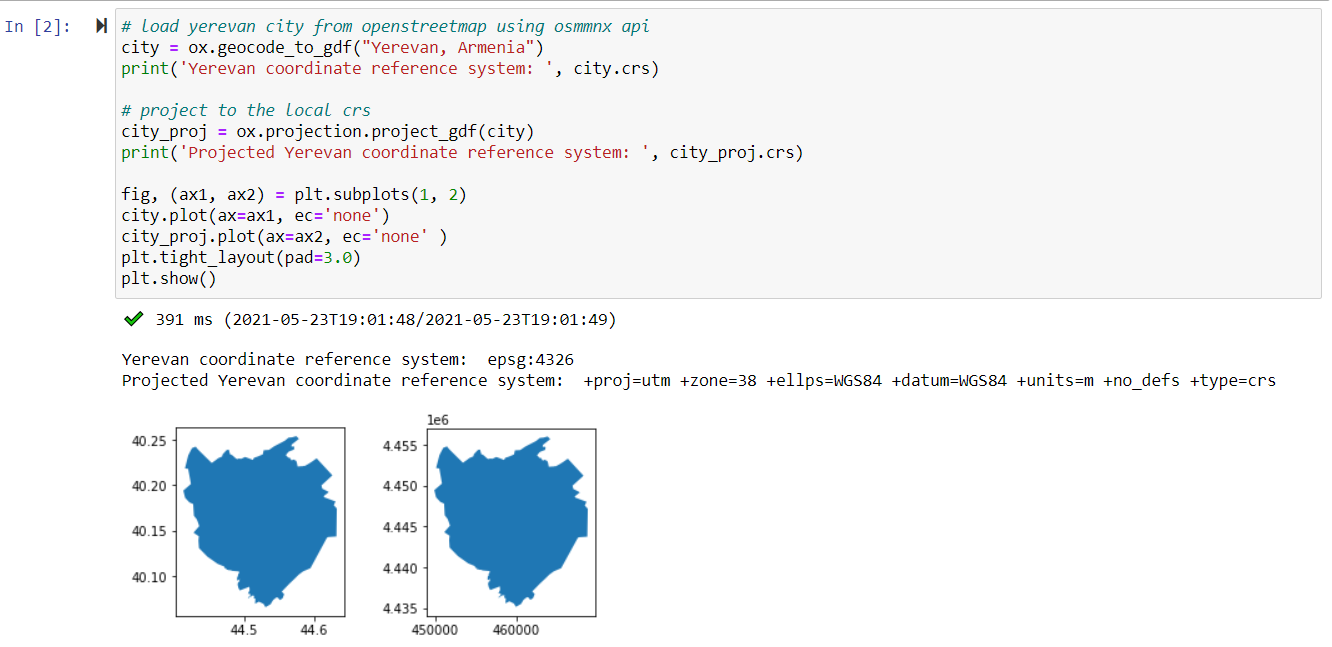 In [2]:
# load yerevan city from openstreetmap using osmmnx api
city = ox.geocode_to_gdf("Yerevan, Armenia")
print('Yerevan coordinate reference system: ', city.crs)
# project to the local crs
city_proj = ox.projection.project_gdf(city)
print('Projected Yerevan coordinate reference system: ', city_proj.crs)
fig, (ax1, ax2) = plt.subplots(1, 2)
city.plot(ax=ax1, ec='none')
city_proj.plot(ax=ax2, ec='none' )
plt.tight_layout(pad=3.0)
plt.show()
391 ms (2021-05-23T19:01:48/2021-05-23T19:01:49)
Yerevan coordinate reference system:  epsg:4326
Projected Yerevan coordinate reference system:  +proj=utm +zone=38 +ellps=WGS84 +datum=WGS84 +units=m +no_defs +type=crs
40.25
40.20
40.15
40.10
44.5 44.6
1e6
4.455
4.450
4.445
4.440
4.435
450000 460000